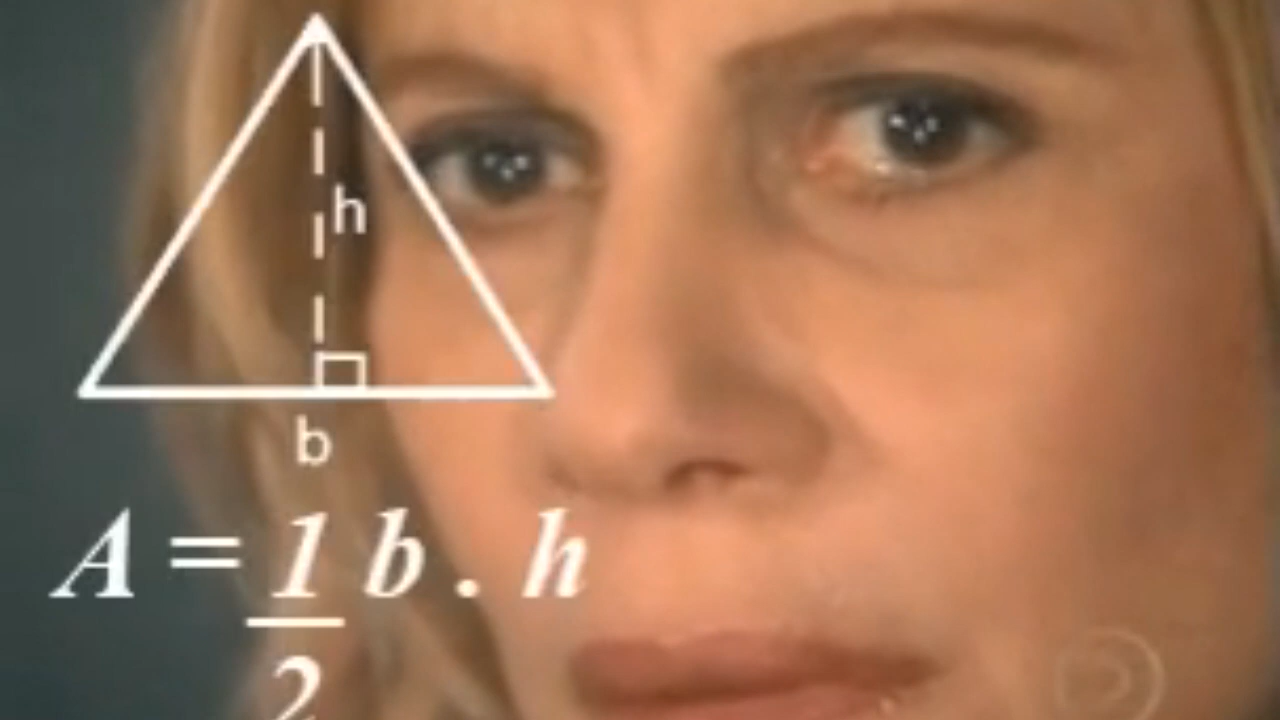 h
b
A = 1/2 b . h